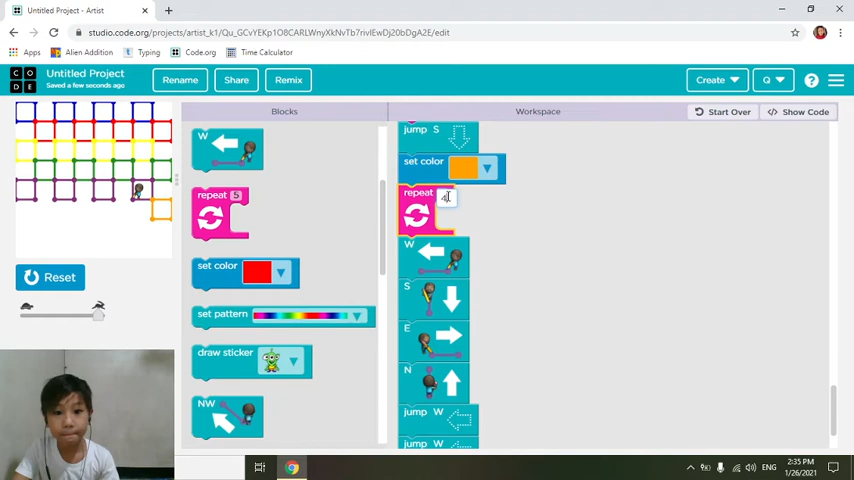 Untitled Project - Artist
studio.code.org/projects/artist_k1/Qu_GCvYEKp1O8CARLWnyXkNvTb7rivlEwDj20bDgA2E/edit
Apps
Alien Addition
Typing
Code.org
Time Calculator
CODE
Untitled Project
Saved a few seconds ago
Rename
Share
Remix
Create
Q
?
Blocks
Workspace
Start Over
</> Show Code
W
repeat 5
set color
set pattern
draw sticker
NW
jump S
set color
repeat 4
W
S
E
N
jump W
jump W
Reset
ENG
2:35 PM
1/26/2021